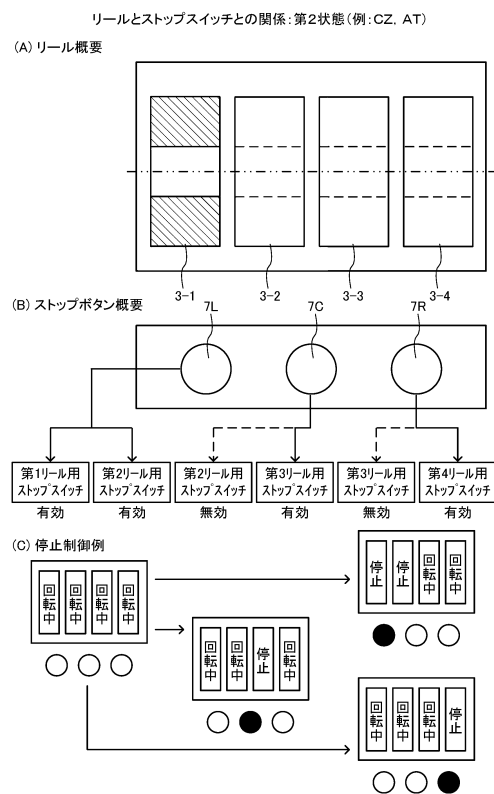 リールとストップスイッチとの関係:第2状態(例:CZ, AT)
(A) リール概要
3-1 3-2 3-3 3-4
(B) ストップボタン概要
7L 7C 7R
第1リール用 第2リール用 第2リール用 第3リール用 第3リール用 第4リール用
ストップスイッチ ストップスイッチ ストップスイッチ ストップスイッチ ストップスイッチ ストップスイッチ
有効 有効 無効 有効 無効 有効
(C) 停止制御例
回転中 回転中 回転中 回転中
停止 停止 回転中 回転中
回転中 回転中 停止 回転中
回転中 回転中 回転中 停止